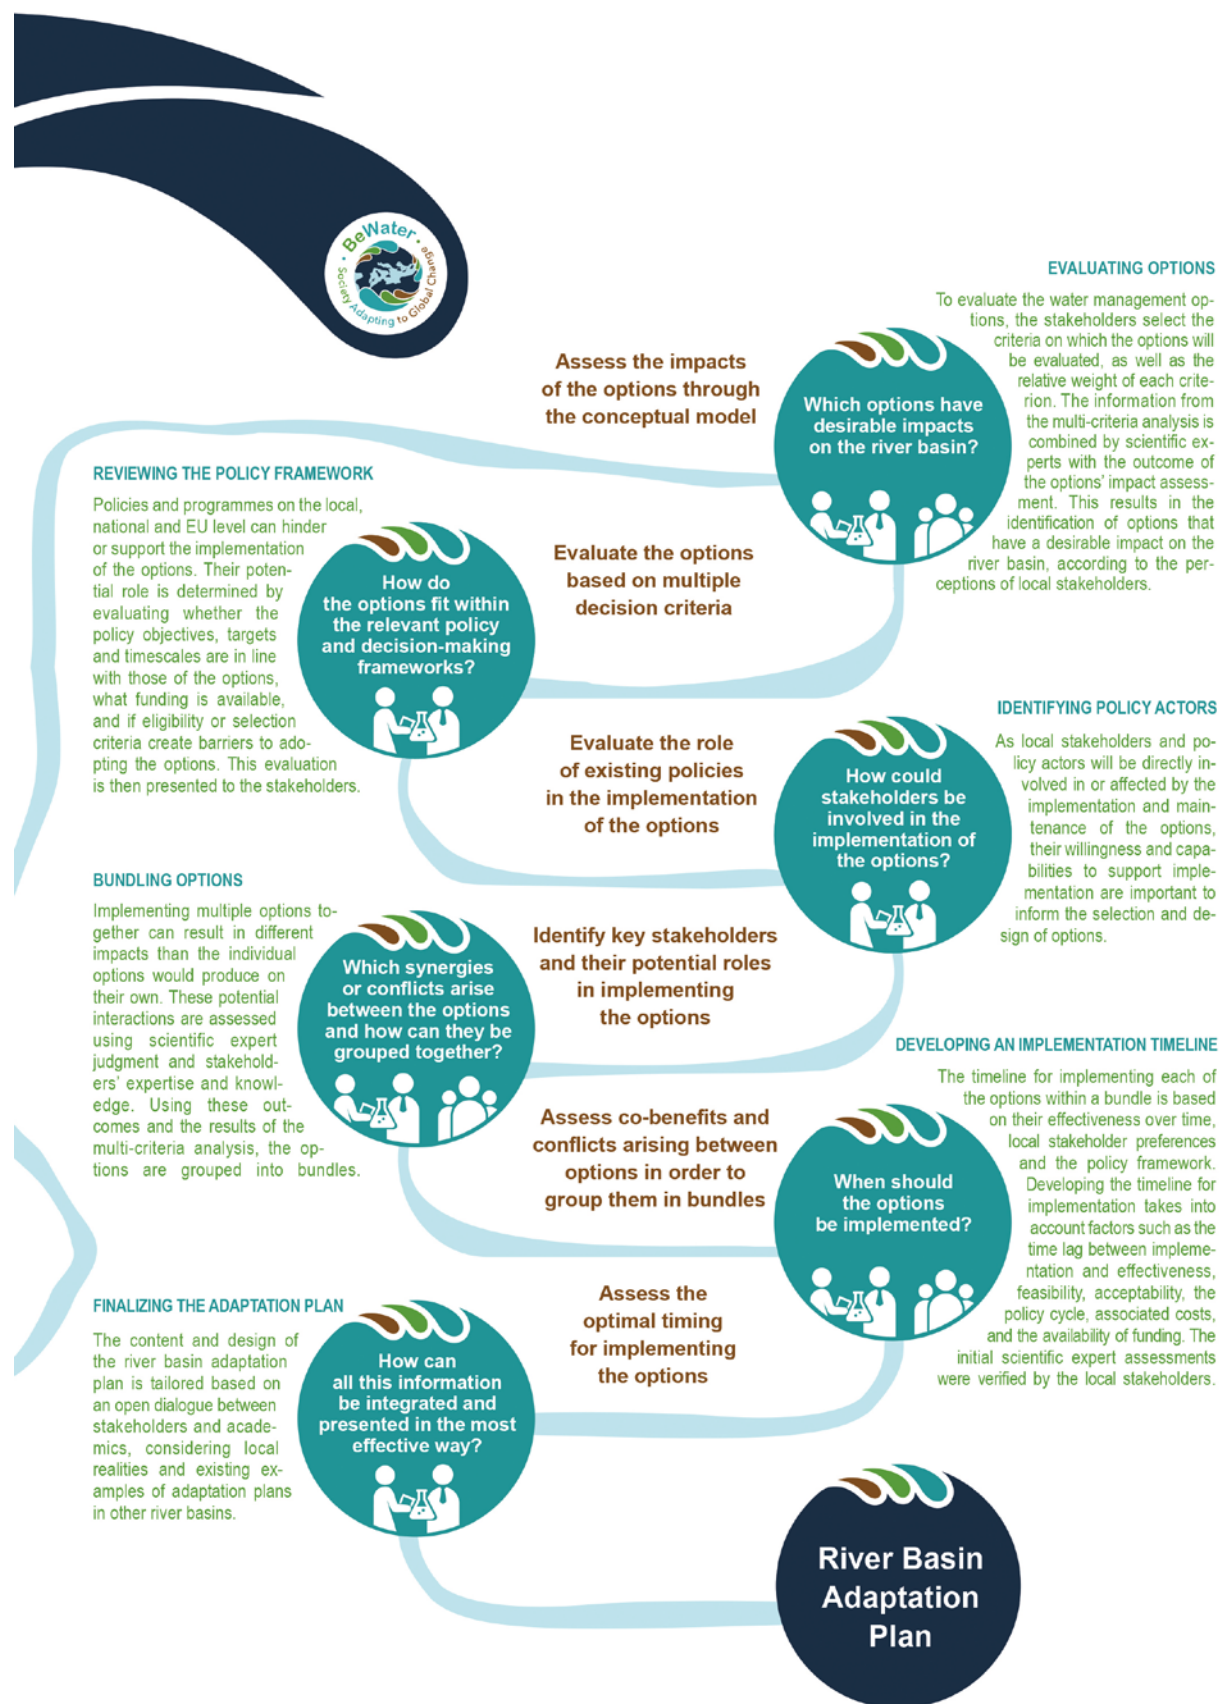 BeWater
Society Adapting to Global Change
EVALUATING OPTIONS
To evaluate the water management op-
tions, the stakeholders select the
criteria on which the options will
be evaluated, as well as the
relative weight of each crite-
rion. The information from
the multi-criteria analysis is
combined by scientific ex-
perts with the outcome of
the options' impact assess-
ment. This results in the
identification of options that
have a desirable impact on the
river basin, according to the per-
ceptions of local stakeholders.
Assess the impacts
of the options through
the conceptual model
Which options have
desirable impacts
on the river basin?
REVIEWING THE POLICY FRAMEWORK
Policies and programmes on the local,
national and EU level can hinder
or support the implementation
of the options. Their poten-
tial role is determined by
evaluating whether the
policy objectives, targets
and timescales are in line
with those of the options,
what funding is available,
and if eligibility or selection
criteria create barriers to ado-
pting the options. This evaluation
is then presented to the stakeholders.
How do
the options fit within
the relevant policy
and decision-making
frameworks?
Evaluate the options
based on multiple
decision criteria
IDENTIFYING POLICY ACTORS
As local stakeholders and po-
licy actors will be directly in-
volved in or affected by the
implementation and main-
tenance of the options,
their willingness and capa-
bilities to support imple-
mentation are important to
inform the selection and de-
sign of options.
Evaluate the role
of existing policies
in the implementation
of the options
How could
stakeholders be
involved in the
implementation of
the options?
BUNDLING OPTIONS
Implementing multiple options to-
gether can result in different
impacts than the individual
options would produce on
their own. These potential
interactions are assessed
using scientific expert
judgment and stakehold-
ers' expertise and knowl-
edge. Using these out-
comes and the results of the
multi-criteria analysis, the op-
tions are grouped into bundles.
Which synergies
or conflicts arise
between the options
and how can they be
grouped together?
Identify key stakeholders
and their potential roles
in implementing
the options
DEVELOPING AN IMPLEMENTATION TIMELINE
The timeline for implementing each of
the options within a bundle is based
on their effectiveness over time,
local stakeholder preferences
and the policy framework.
Developing the timeline for
implementation takes into
account factors such as the
time lag between impleme-
ntation and effectiveness,
feasibility, acceptability, the
policy cycle, associated costs,
and the availability of funding. The
initial scientific expert assessments
were verified by the local stakeholders.
Assess co-benefits and
conflicts arising between
options in order to
group them in bundles
When should
the options
be implemented?
FINALIZING THE ADAPTATION PLAN
The content and design of
the river basin adaptation
plan is tailored based on
an open dialogue between
stakeholders and acade-
mics, considering local
realities and existing ex-
amples of adaptation plans
in other river basins.
How can
all this information
be integrated and
presented in the most
effective way?
Assess the
optimal timing
for implementing
the options
River Basin
Adaptation
Plan